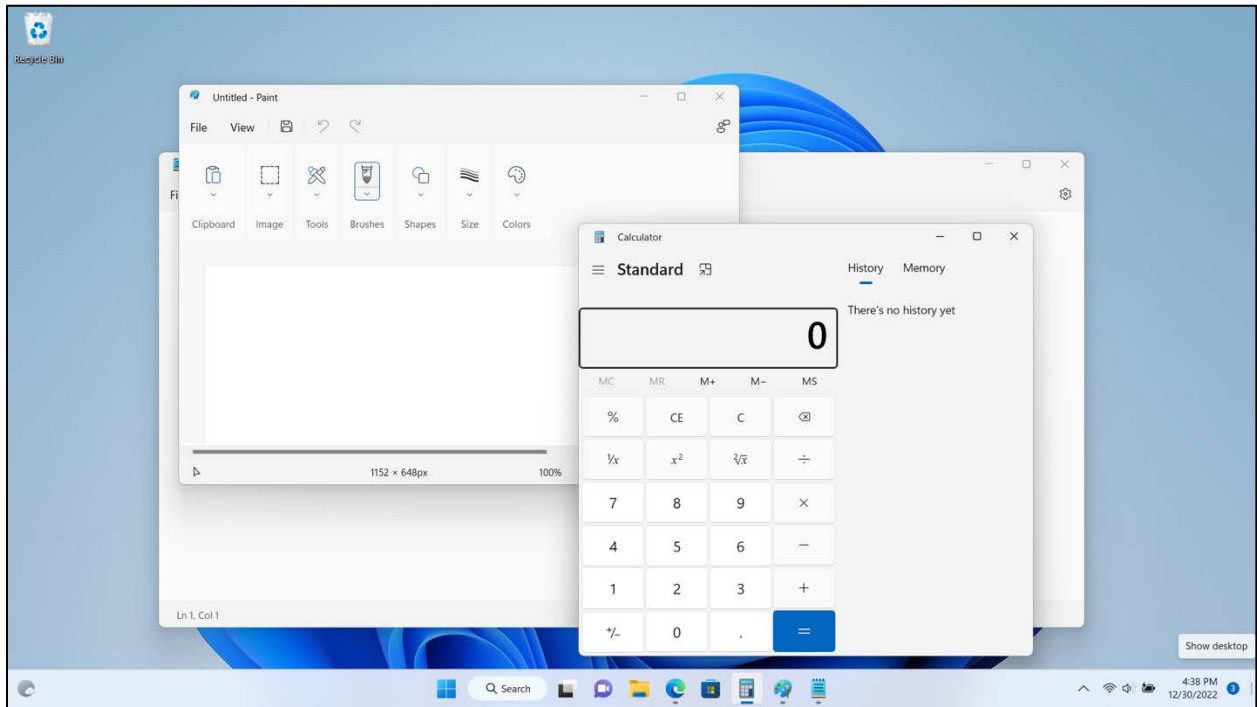 Recycle Bin
Untitled - Paint
File View
Fi
Clipboard Image Tools Brushes Shapes Size Colors
Calculator
Standard
History Memory
There's no history yet
0
MC MR M+ M− MS
% CE C
¹/x x² ²√x ÷
7 8 9 ×
4 5 6 −
1 2 3 +
+/− 0 . =
1152 × 648px 100%
Ln 1, Col 1
Show desktop
Search
4:38 PM
12/30/2022
3